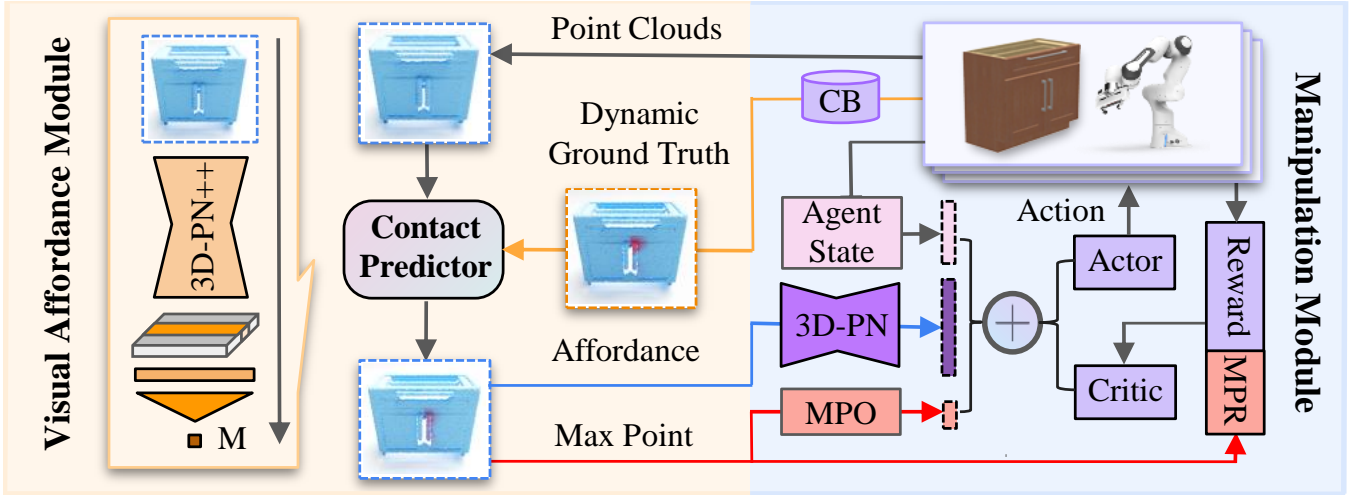 Visual Affordance Module
3D-PN++
M
Point Clouds
Dynamic
Ground Truth
CB
Contact
Predictor
Agent
State
Action
Actor
Reward
Manipulation Module
3D-PN
Affordance
Critic
MPR
MPO
Max Point